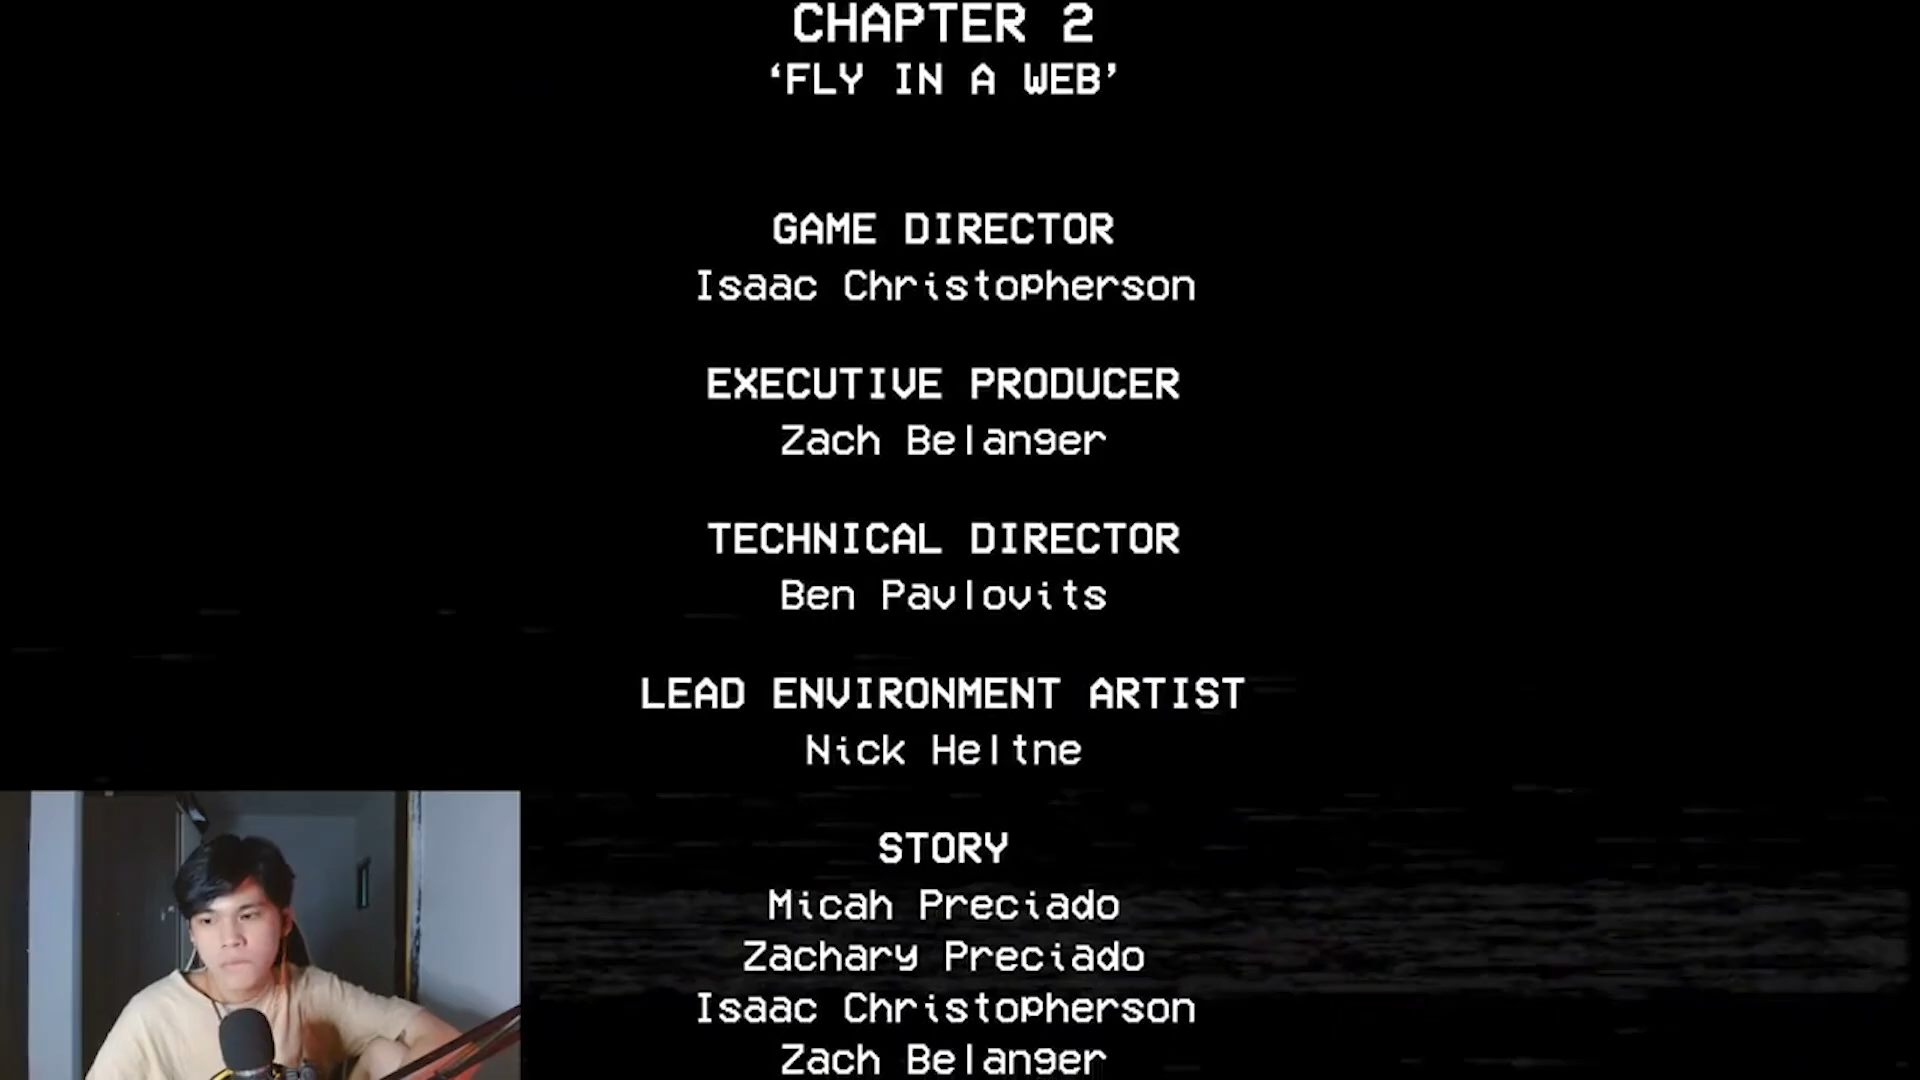 CHAPTER 2
‘FLY IN A WEB’
GAME DIRECTOR
Isaac Christopherson
EXECUTIVE PRODUCER
Zach Belanger
TECHNICAL DIRECTOR
Ben Pavlovits
LEAD ENVIRONMENT ARTIST
Nick Heltne
STORY
Micah Preciado
Zachary Preciado
Isaac Christopherson
Zach Belanger